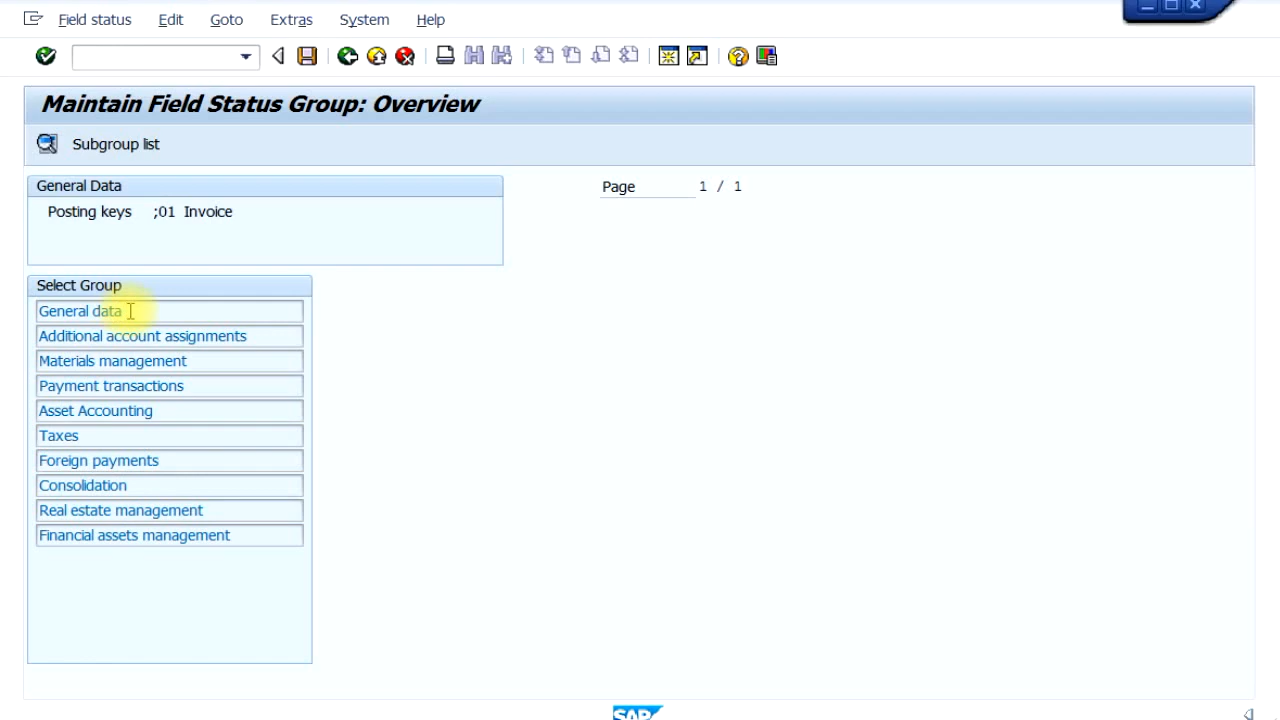 Field status Edit Goto Extras System Help
Maintain Field Status Group: Overview
Subgroup list
General Data
Page 1 / 1
Posting keys ;01 Invoice
Select Group
General data
Additional account assignments
Materials management
Payment transactions
Asset Accounting
Taxes
Foreign payments
Consolidation
Real estate management
Financial assets management
SAP